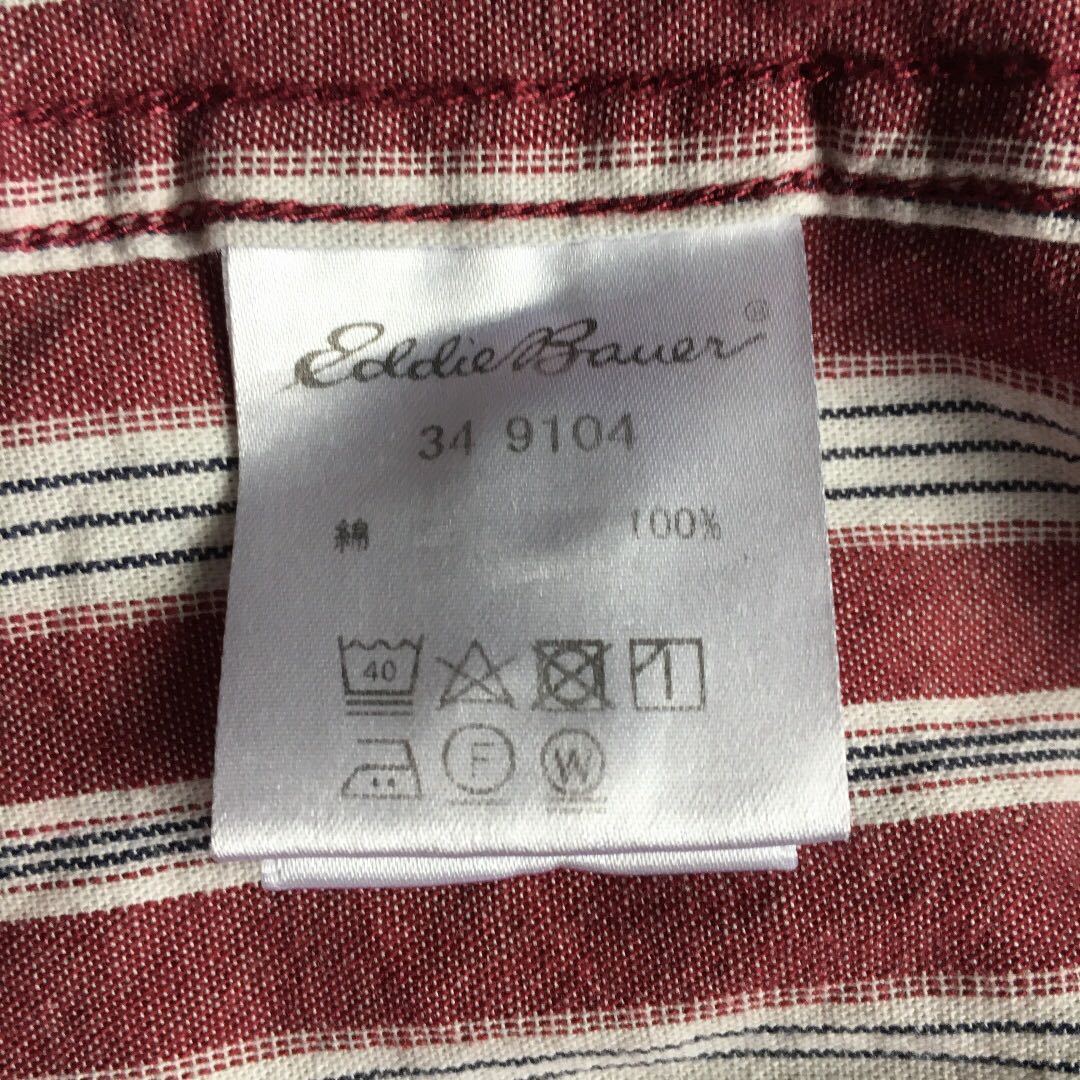 Eddie Bauer®
34 9104
綿 100%
40
F W